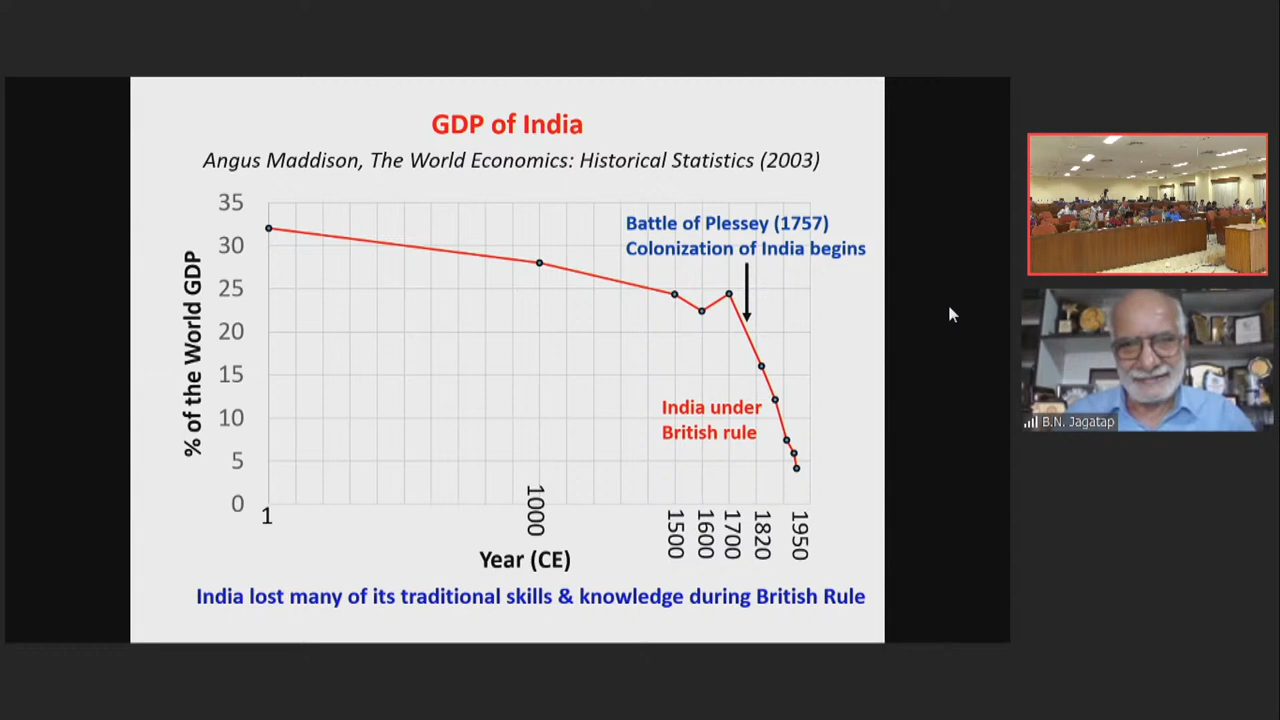 GDP of India
Angus Maddison, The World Economics: Historical Statistics (2003)
% of the World GDP
35
30
25
20
15
10
5
0
Battle of Plessey (1757)
Colonization of India begins
India under
British rule
1
1000
1500
1600
1700
1820
1950
Year (CE)
India lost many of its traditional skills & knowledge during British Rule
B.N. Jagatap